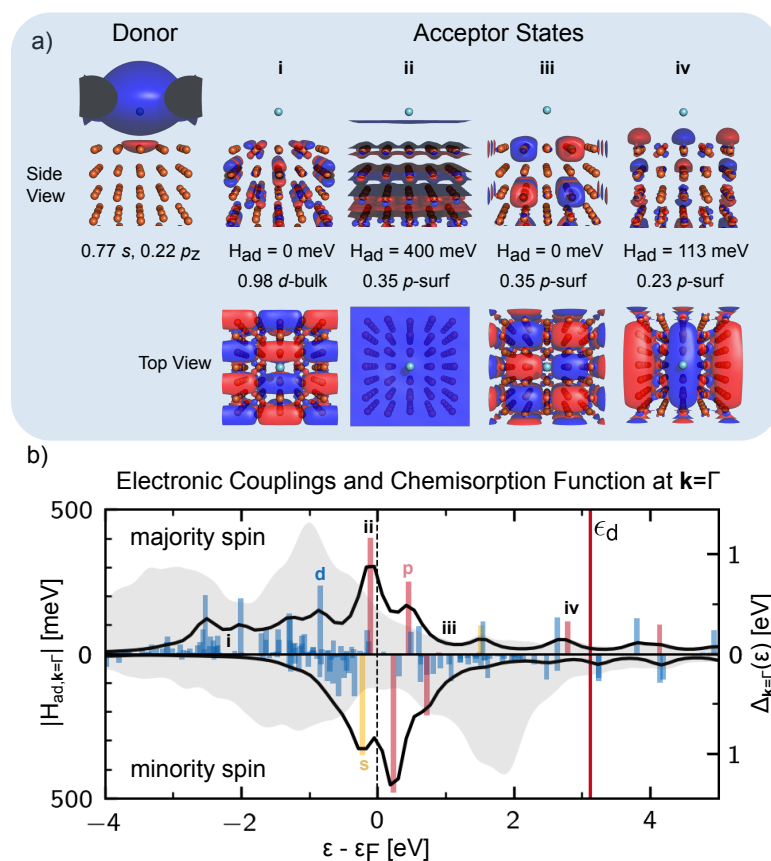 a)
Donor Acceptor States
i ii iii iv
Side
View
0.77 s, 0.22 pz
Had = 0 meV Had = 400 meV Had = 0 meV Had = 113 meV
0.98 d-bulk 0.35 p-surf 0.35 p-surf 0.23 p-surf
Top View
b)
Electronic Couplings and Chemisorption Function at k=Γ
500
majority spin
ii
ϵd
1
d
p
i
iii
iv
|Had,k=Γ| [meV]
0
0
Δk=Γ(ε) [eV]
minority spin
s
1
500
−4 −2 0 2 4
ε - εF [eV]